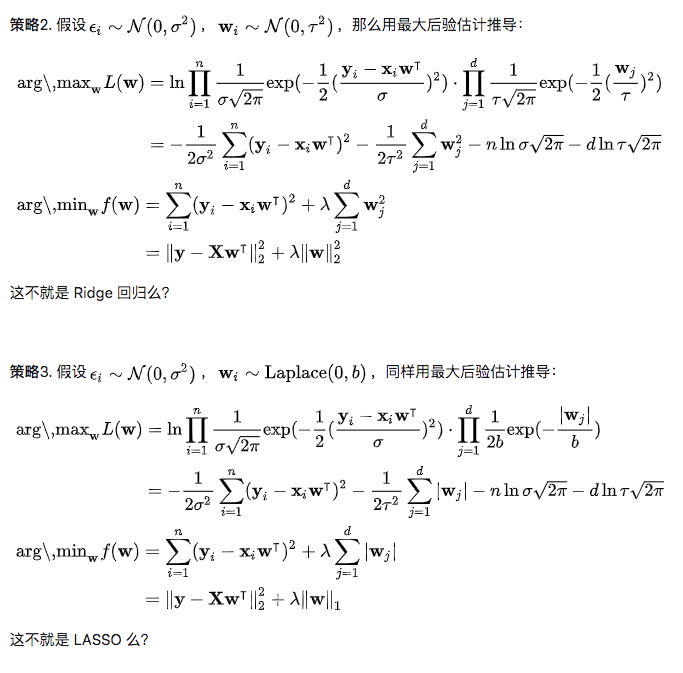 策略2. 假设 $\epsilon_i \sim \mathcal{N}(0, \sigma^2)$ ， $\mathbf{w}_i \sim \mathcal{N}(0, \tau^2)$ ，那么用最大后验估计推导：
$\text{arg\,max}_{\mathbf{w}} L(\mathbf{w}) = \ln \prod_{i=1}^{n} \frac{1}{\sigma\sqrt{2\pi}} \exp(-\frac{1}{2}(\frac{\mathbf{y}_i - \mathbf{x}_i\mathbf{w}^\intercal}{\sigma})^2) \cdot \prod_{j=1}^{d} \frac{1}{\tau\sqrt{2\pi}} \exp(-\frac{1}{2}(\frac{\mathbf{w}_j}{\tau})^2)$
$= -\frac{1}{2\sigma^2} \sum_{i=1}^{n} (\mathbf{y}_i - \mathbf{x}_i\mathbf{w}^\intercal)^2 - \frac{1}{2\tau^2} \sum_{j=1}^{d} \mathbf{w}_j^2 - n \ln \sigma\sqrt{2\pi} - d \ln \tau\sqrt{2\pi}$
$\text{arg\,min}_{\mathbf{w}} f(\mathbf{w}) = \sum_{i=1}^{n} (\mathbf{y}_i - \mathbf{x}_i\mathbf{w}^\intercal)^2 + \lambda \sum_{j=1}^{d} \mathbf{w}_j^2$
$= \|\mathbf{y} - \mathbf{X}\mathbf{w}^\intercal\|_2^2 + \lambda \|\mathbf{w}\|_2^2$
这不就是 Ridge 回归么？
策略3. 假设 $\epsilon_i \sim \mathcal{N}(0, \sigma^2)$ ， $\mathbf{w}_i \sim \text{Laplace}(0, b)$ ，同样用最大后验估计推导：
$\text{arg\,max}_{\mathbf{w}} L(\mathbf{w}) = \ln \prod_{i=1}^{n} \frac{1}{\sigma\sqrt{2\pi}} \exp(-\frac{1}{2}(\frac{\mathbf{y}_i - \mathbf{x}_i\mathbf{w}^\intercal}{\sigma})^2) \cdot \prod_{j=1}^{d} \frac{1}{2b} \exp(-\frac{|\mathbf{w}_j|}{b})$
$= -\frac{1}{2\sigma^2} \sum_{i=1}^{n} (\mathbf{y}_i - \mathbf{x}_i\mathbf{w}^\intercal)^2 - \frac{1}{2\tau^2} \sum_{j=1}^{d} |\mathbf{w}_j| - n \ln \sigma\sqrt{2\pi} - d \ln \tau\sqrt{2\pi}$
$\text{arg\,min}_{\mathbf{w}} f(\mathbf{w}) = \sum_{i=1}^{n} (\mathbf{y}_i - \mathbf{x}_i\mathbf{w}^\intercal)^2 + \lambda \sum_{j=1}^{d} |\mathbf{w}_j|$
$= \|\mathbf{y} - \mathbf{X}\mathbf{w}^\intercal\|_2^2 + \lambda \|\mathbf{w}\|_1$
这不就是 LASSO 么？